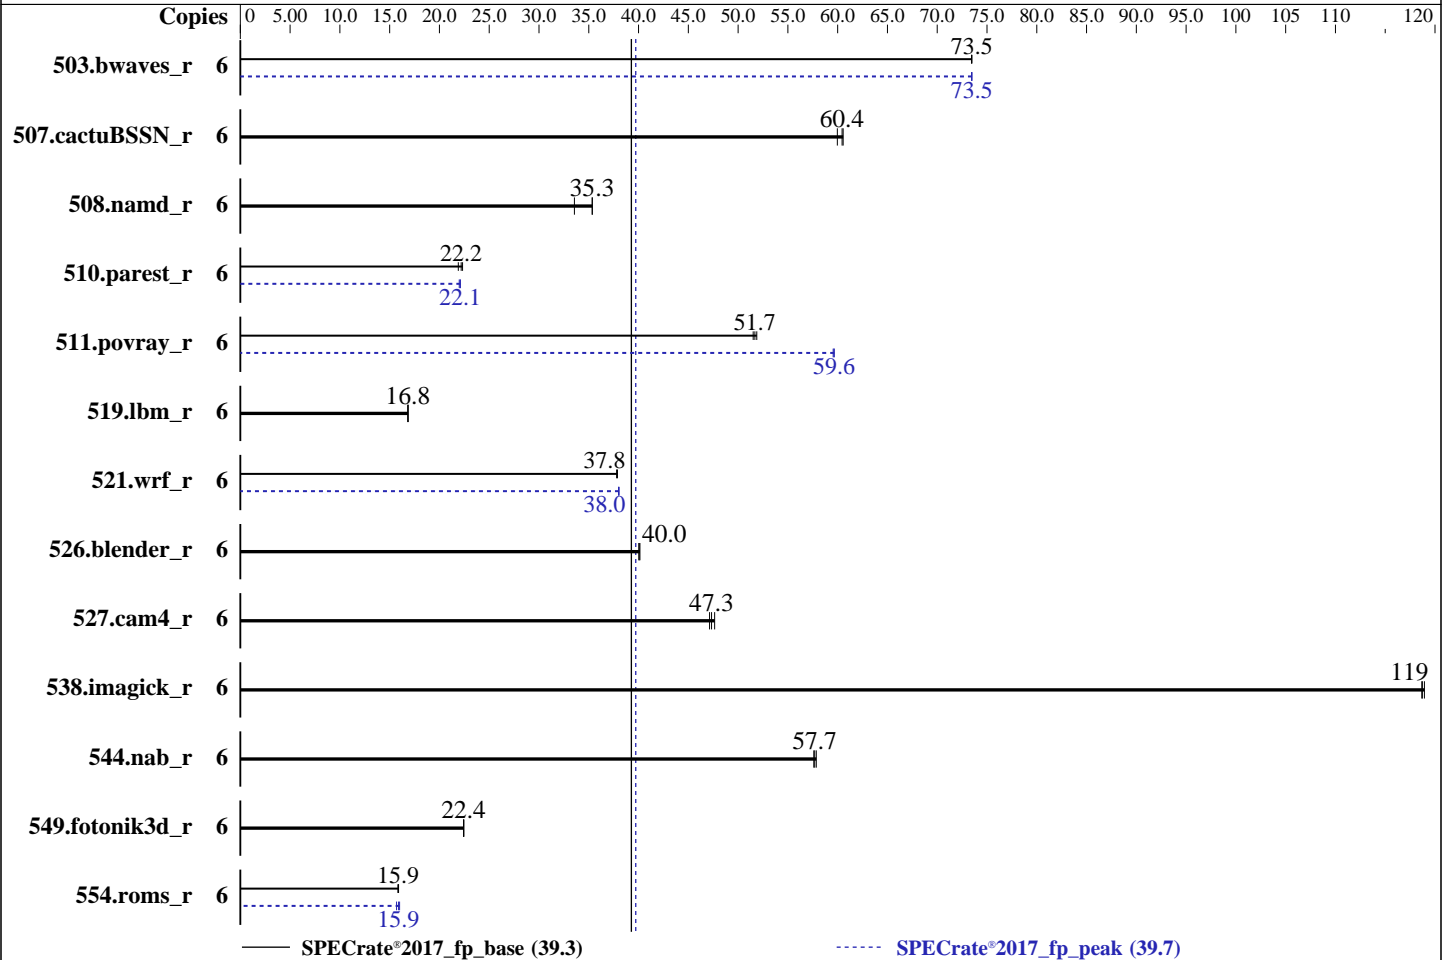 Copies 0 5.00 10.0 15.0 20.0 25.0 30.0 35.0 40.0 45.0 50.0 55.0 60.0 65.0 70.0 75.0 80.0 85.0 90.0 95.0 100 105 110 120
73.5
503.bwaves_r 6
73.5
60.4
507.cactuBSSN_r 6
35.3
508.namd_r 6
22.2
510.parest_r 6
22.1
51.7
511.povray_r 6
59.6
16.8
519.lbm_r 6
37.8
521.wrf_r 6
38.0
40.0
526.blender_r 6
47.3
527.cam4_r 6
119
538.imagick_r 6
57.7
544.nab_r 6
22.4
549.fotonik3d_r 6
15.9
554.roms_r 6
15.9
SPECrate®2017_fp_base (39.3) SPECrate®2017_fp_peak (39.7)